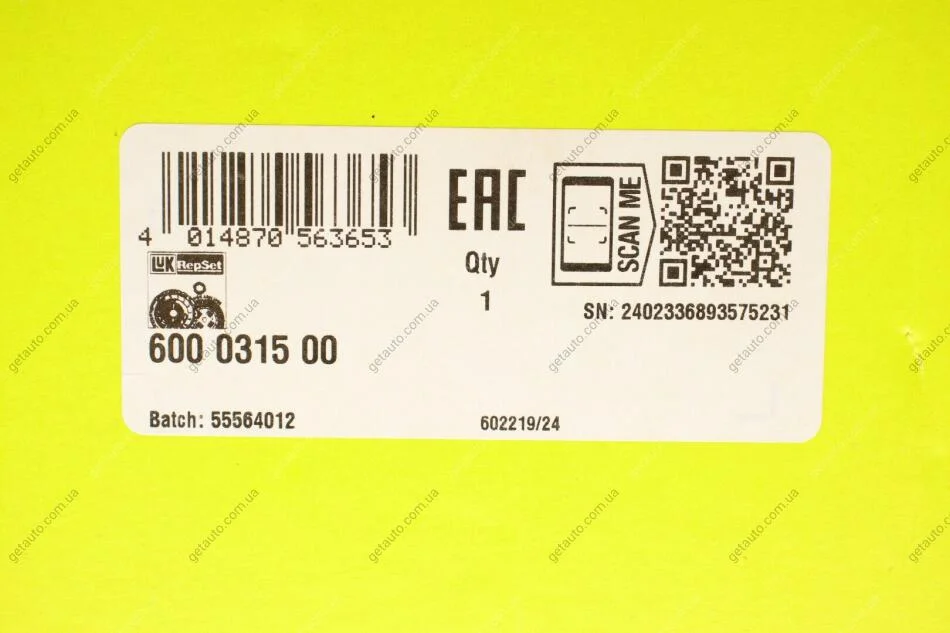 EAC
4 014870 563653
SCAN ME
Qty
1
LUK RepSet
SN: 2402336893575231
600 0315 00
Batch: 55564012
602219/24
getauto.com.ua